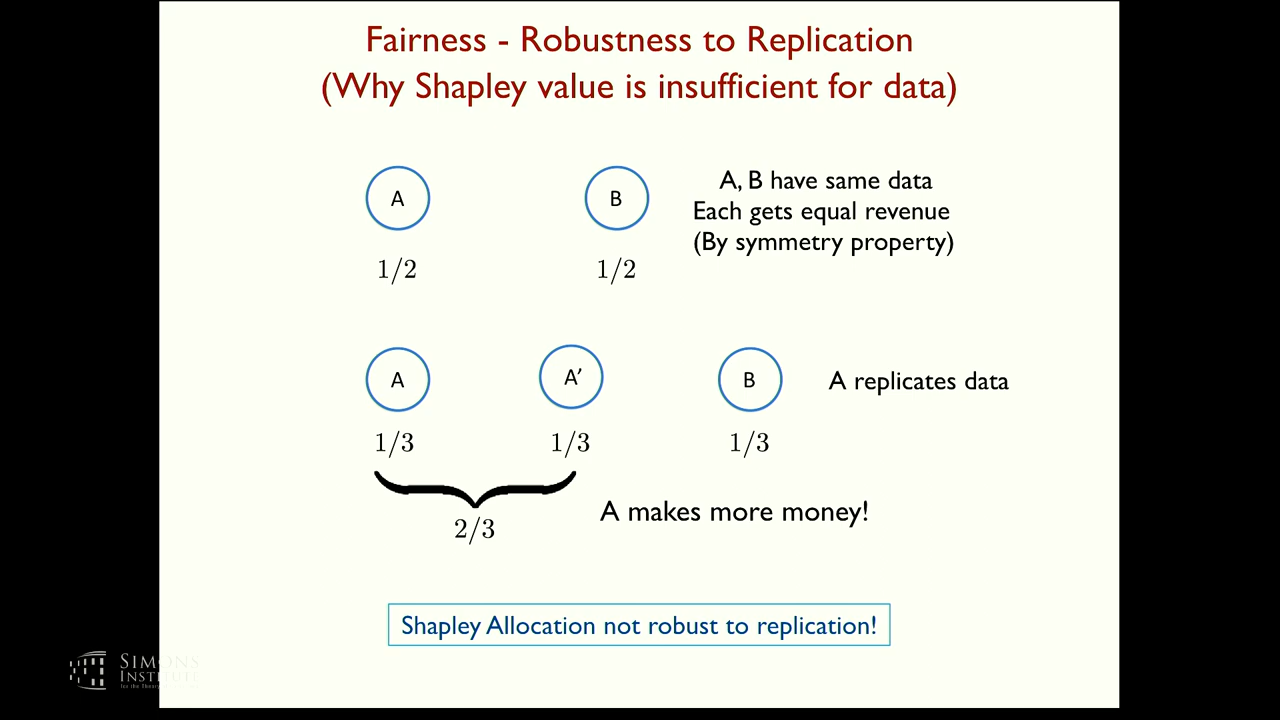 Fairness - Robustness to Replication
(Why Shapley value is insufficient for data)
A
B
A, B have same data
Each gets equal revenue
(By symmetry property)
1/2
1/2
A
A’
B
A replicates data
1/3
1/3
1/3
A makes more money!
2/3
Shapley Allocation not robust to replication!
SIMONS
INSTITUTE